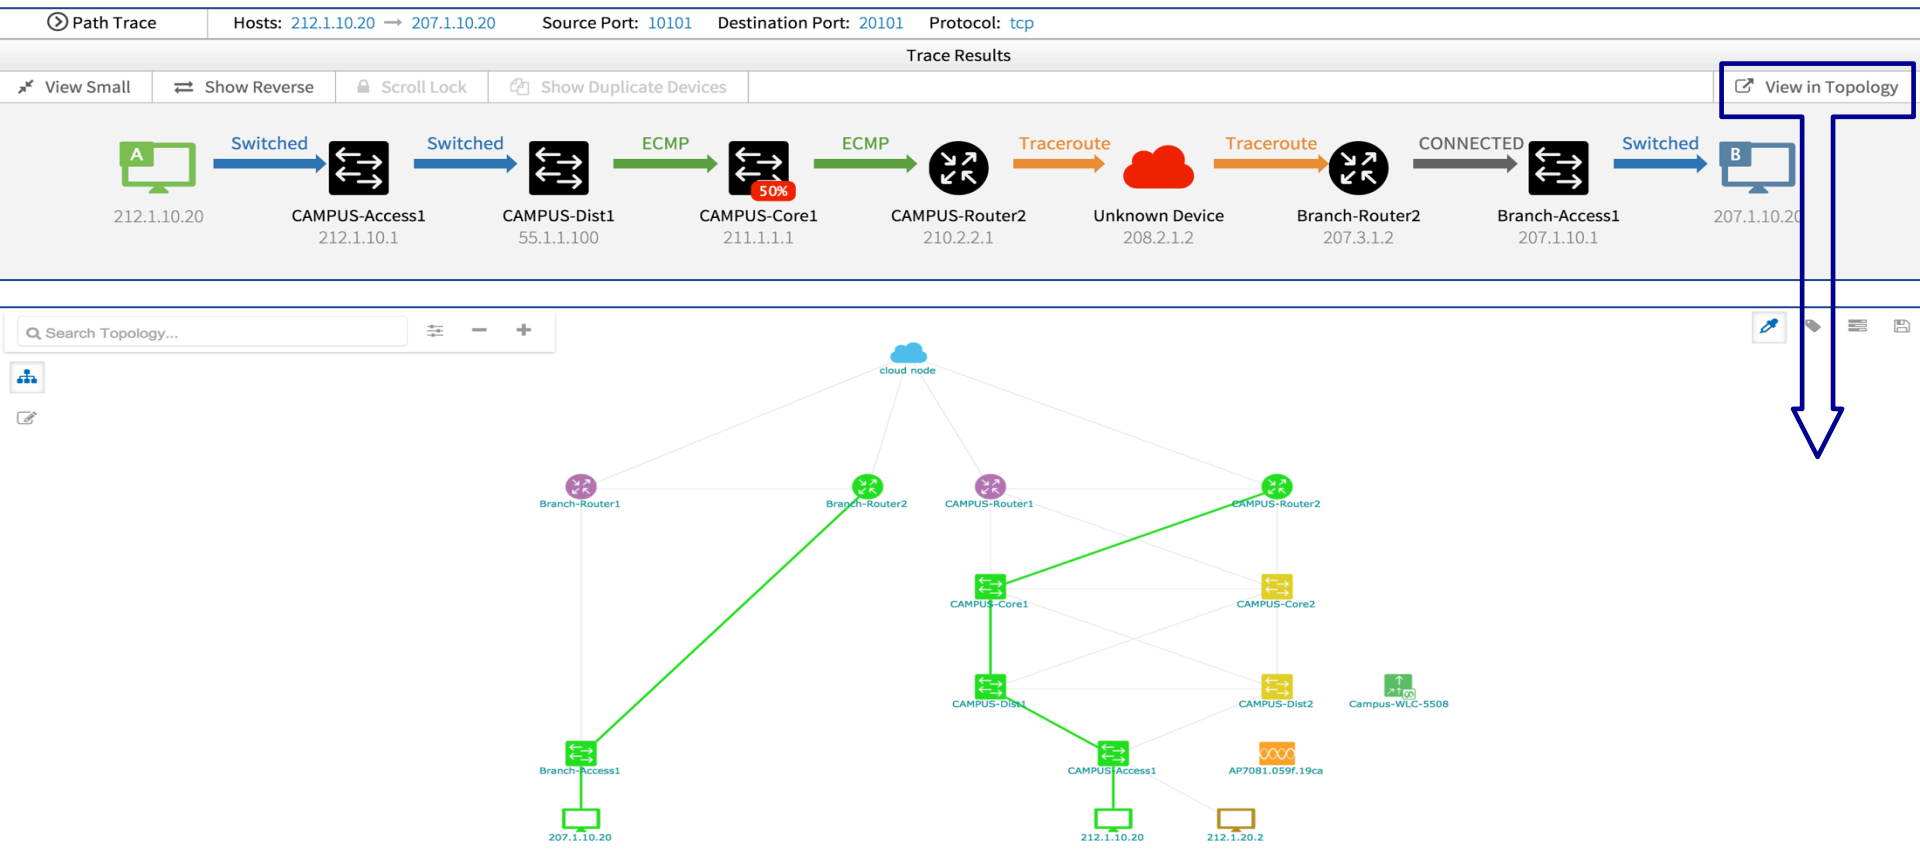 Path Trace Hosts: 212.1.10.20 → 207.1.10.20 Source Port: 10101 Destination Port: 20101 Protocol: tcp
Trace Results
View Small Show Reverse Scroll Lock Show Duplicate Devices View in Topology
Switched Switched ECMP ECMP Traceroute Traceroute CONNECTED Switched
A B
50%
212.1.10.20 CAMPUS-Access1 CAMPUS-Dist1 CAMPUS-Core1 CAMPUS-Router2 Unknown Device Branch-Router2 Branch-Access1 207.1.10.20
212.1.10.1 55.1.1.100 211.1.1.1 210.2.2.1 208.2.1.2 207.3.1.2 207.1.10.1
Search Topology...
cloud node
Branch-Router1 Branch-Router2 CAMPUS-Router1 CAMPUS-Router2
CAMPUS-Core1 CAMPUS-Core2
CAMPUS-Dist1 CAMPUS-Dist2 Campus-WLC-5508
Branch-Access1 CAMPUS-Access1 AP7081.059f.19ca
207.1.10.20 212.1.10.20 212.1.20.2